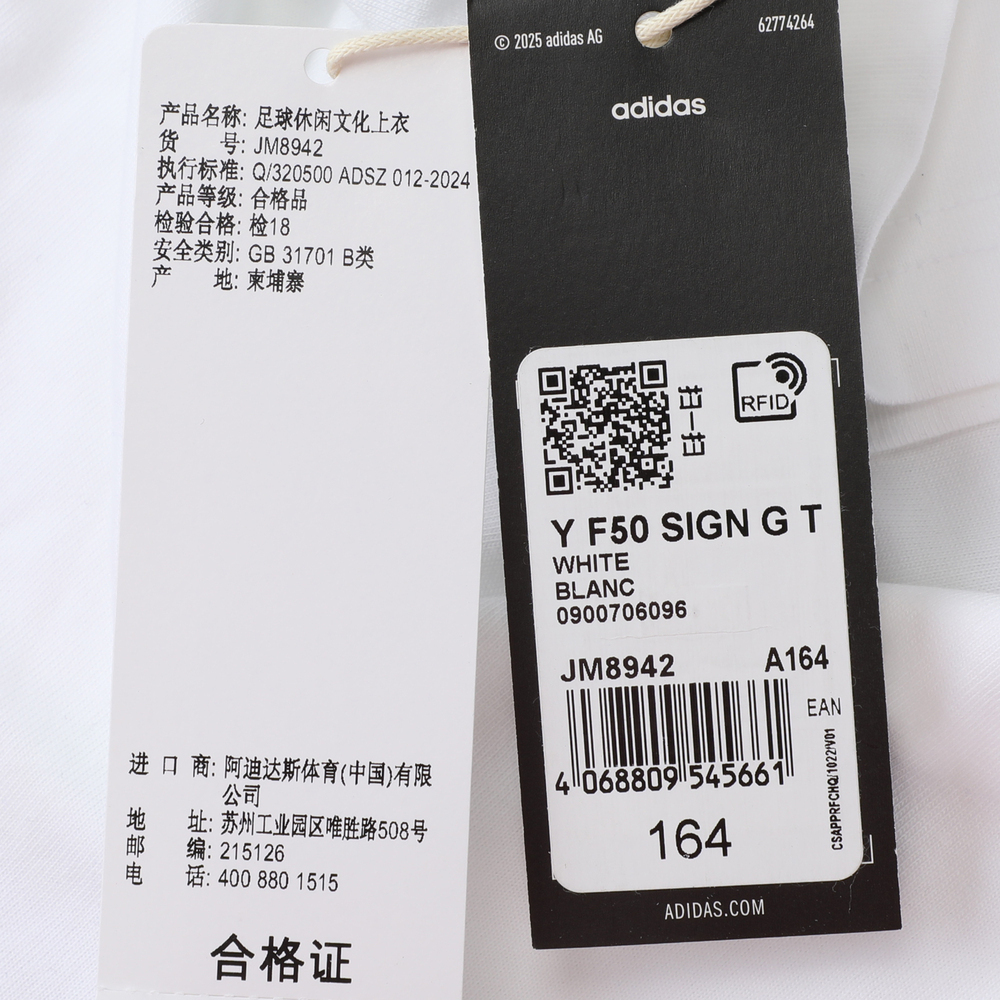 产品名称: 足球休闲文化上衣
货 号: JM8942
执行标准: Q/320500 ADSZ 012-2024
产品等级: 合格品
检验合格: 检18
安全类别: GB 31701 B类
产 地: 柬埔寨
进 口 商: 阿迪达斯体育(中国)有限
公司
地 址: 苏州工业园区唯胜路508号
邮 编: 215126
电 话: 400 880 1515
合格证
© 2025 adidas AG
62774264
adidas
RFID
Y F50 SIGN G T
WHITE
BLANC
0900706096
JM8942 A164
EAN
4 068809 545661
CSAPPRFCHQ/1022/V01
164
ADIDAS.COM